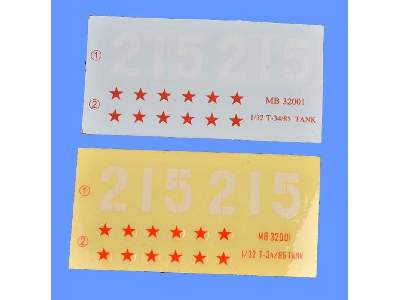 ① 215 215
★ ★ ★ ★ ★ ★ MB 32001
② ★ ★ ★ ★ ★ ★ 1/32 T-34/85 TANK
① 215 215
★ ★ ★ ★ ★ ★ MB 32001
② ★ ★ ★ ★ ★ ★ 1/32 T-34/85 TANK